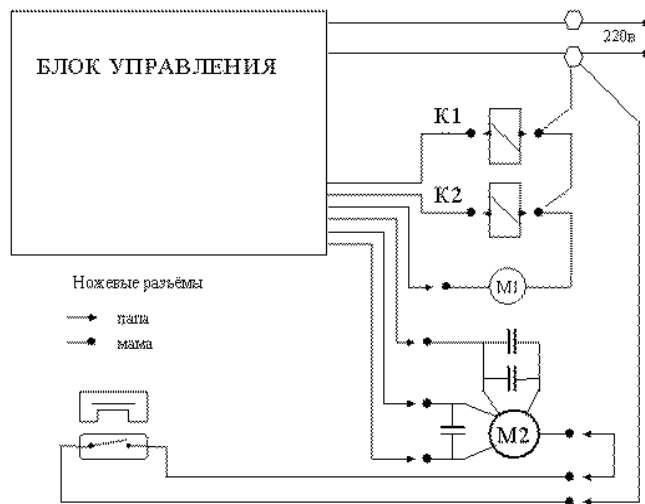 220в
БЛОК УПРАВЛЕНИЯ
К1
К2
М1
Ножевые разъёмы
папа
мама
М2